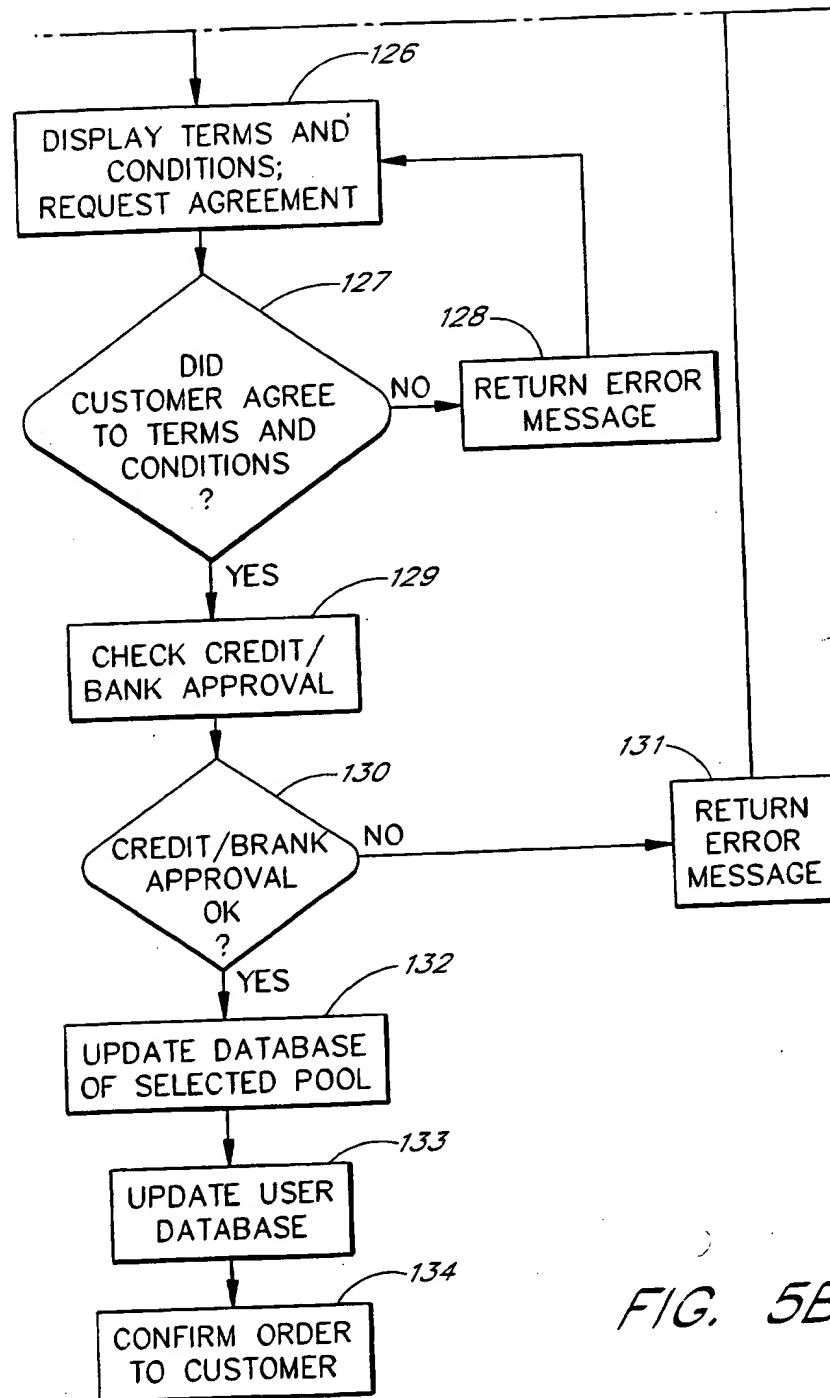 126
DISPLAY TERMS AND
CONDITIONS;
REQUEST AGREEMENT
127
DID
CUSTOMER AGREE
TO TERMS AND
CONDITIONS
?
NO
128
RETURN ERROR
MESSAGE
YES
129
CHECK CREDIT/
BANK APPROVAL
130
CREDIT/BRANK
APPROVAL
OK
?
NO
131
RETURN
ERROR
MESSAGE
YES
132
UPDATE DATABASE
OF SELECTED POOL
133
UPDATE USER
DATABASE
134
CONFIRM ORDER
TO CUSTOMER
FIG. 5B